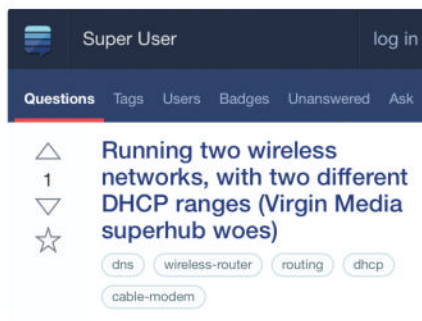 Super User log in
Questions Tags Users Badges Unanswered Ask
Running two wireless
1
networks, with two different
DHCP ranges (Virgin Media
superhub woes)
dns wireless-router routing dhcp
cable-modem